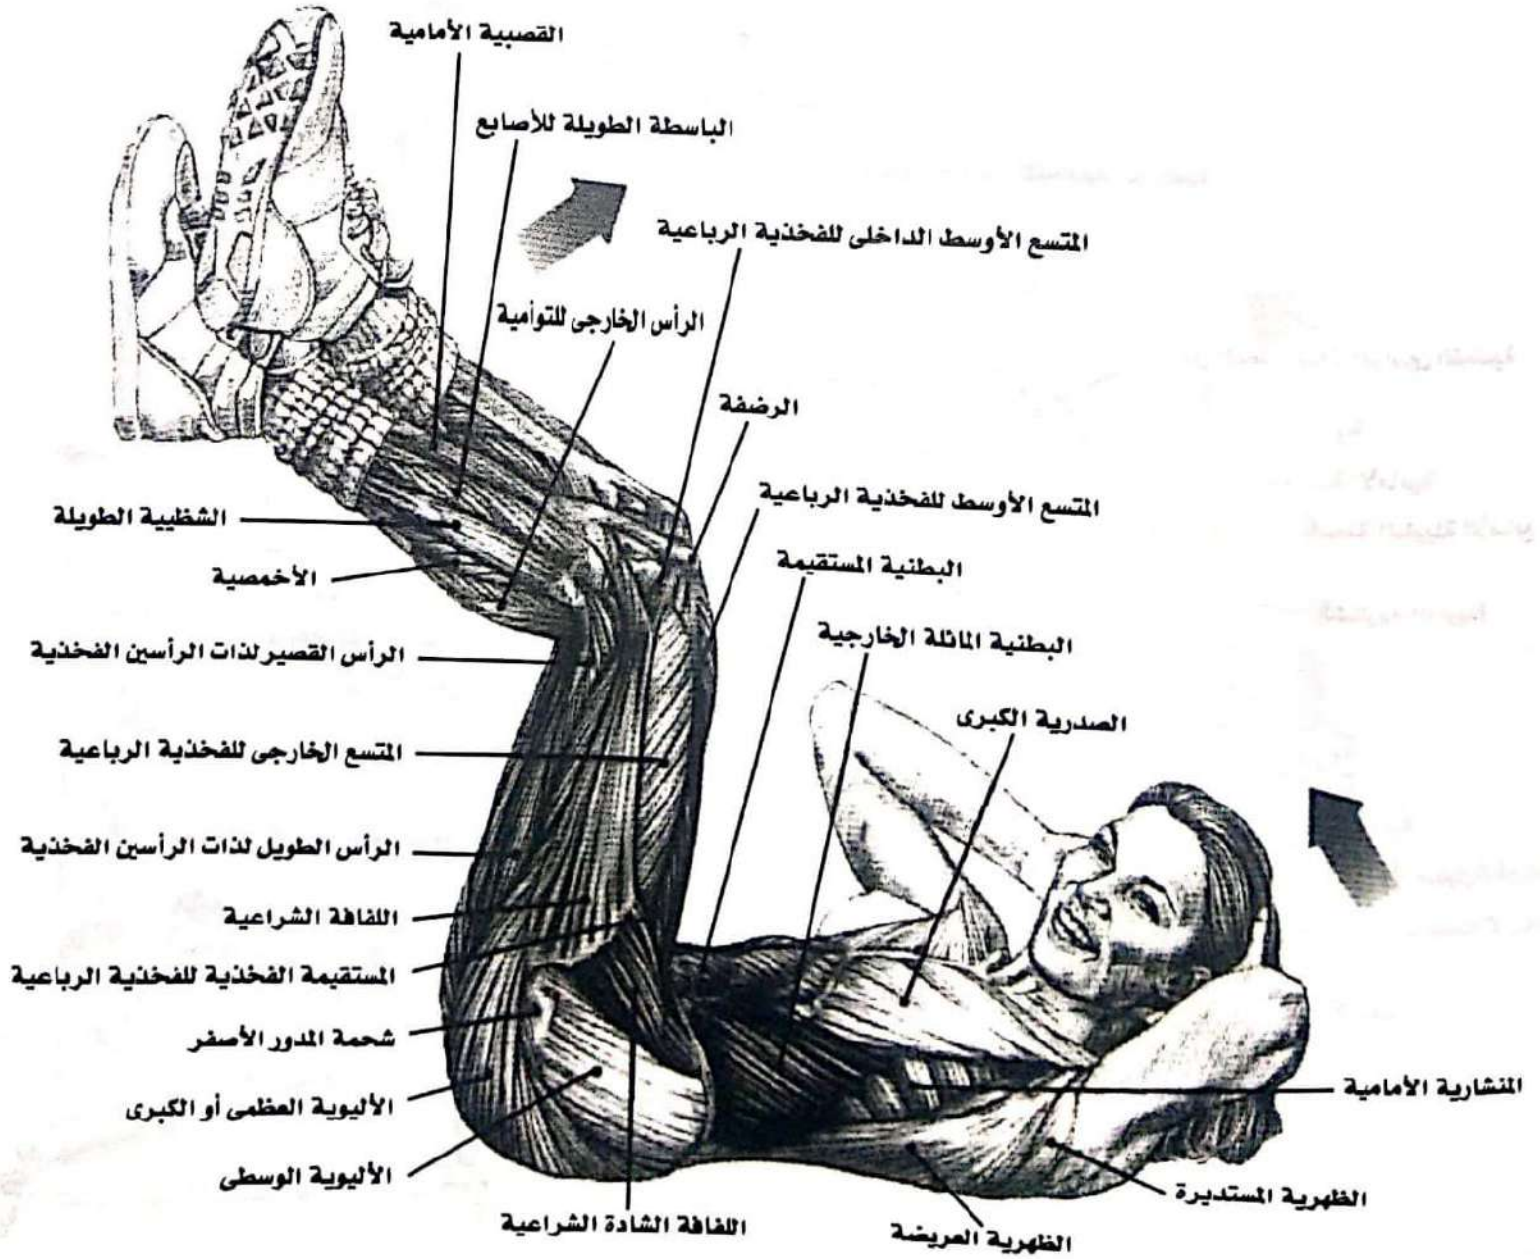 القصبية الأمامية
الباسطة الطويلة للأصابع
المتسع الأوسط الداخلى للفخذية الرباعية
الرأس الخارجى للتوأمية
الرضفة
المتسع الأوسط للفخذية الرباعية
الشظيية الطويلة
البطنية المستقيمة
الأخمصية
البطنية المائلة الخارجية
الرأس القصير لذات الرأسين الفخذية
الصدرية الكبرى
المتسع الخارجى للفخذية الرباعية
الرأس الطويل لذات الرأسين الفخذية
اللفافة الشراعية
المستقيمة الفخذية للفخذية الرباعية
شحمة المدور الأصفر
المنشارية الأمامية
الأليوية العظمى أو الكبرى
الأليوية الوسطى
الظهرية المستديرة
اللفافة الشادة الشراعية
الظهرية العريضة